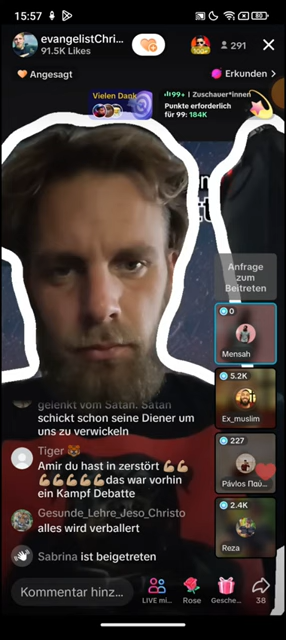 15:57
80
evangelistChri...
91.5K Likes
291
Angesagt
Erkunden >
Vielen Dank
99+ Zuschauer*innen
Punkte erforderlich
für 99: 184K
Anfrage
zum
Beitreten
0
Mensah
5.2K
Ex_muslim
227
Pávlos Παύ...
2.4K
Reza
gelenkt vom Satan. Satan
schickt schon seine Diener um
uns zu verwickeln
Tiger 🐯
Amir du hast in zerstört 💪🏻💪🏻
💪🏻💪🏻💪🏻💪🏻💪🏻💪🏻das war vorhin
ein Kampf Debatte
Gesunde_Lehre_Jeso_Christo
alles wird verballert
Sabrina ist beigetreten
Kommentar hinz...
LIVE mi...
Rose
Gesche...
38